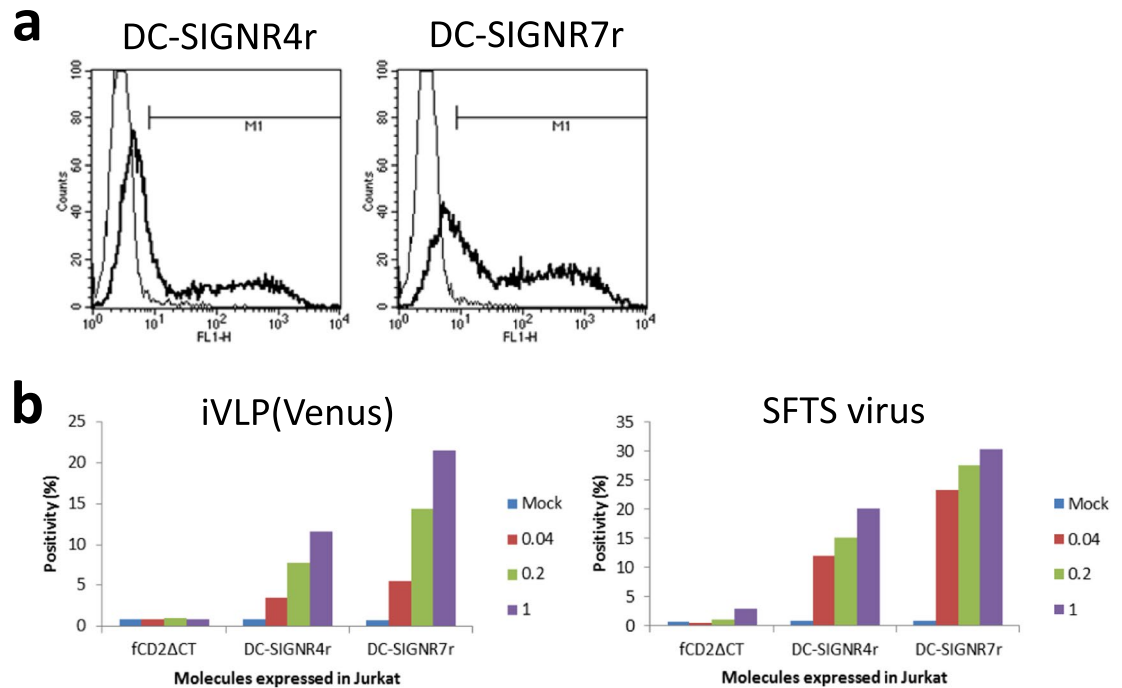 a
DC-SIGNR4r
DC-SIGNR7r
100
80
60
40
20
0
Counts
M1
10⁰ 10¹ 10² 10³ 10⁴
FL1-H
100
80
60
40
20
0
Counts
M1
10⁰ 10¹ 10² 10³ 10⁴
FL1-H
b
iVLP(Venus)
25
20
15
10
5
0
Positivity (%)
fCD2ΔCT DC-SIGNR4r DC-SIGNR7r
Molecules expressed in Jurkat
Mock
0.04
0.2
1
SFTS virus
35
30
25
20
15
10
5
0
Positivity (%)
fCD2ΔCT DC-SIGNR4r DC-SIGNR7r
Molecules expressed in Jurkat
Mock
0.04
0.2
1